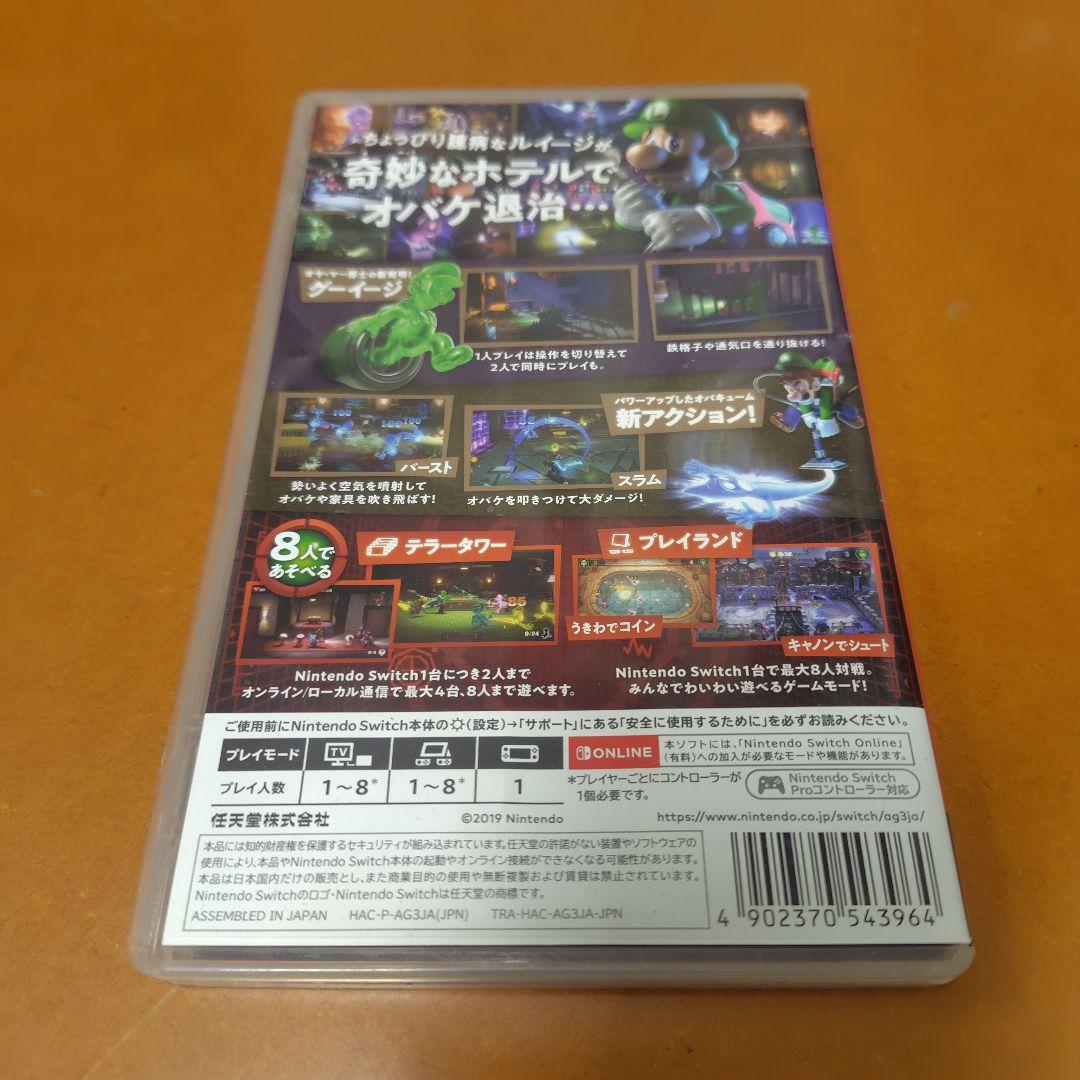 ちょっぴり臆病なルイージが
奇妙なホテルで
オバケ退治…
オヤ・マー博士の新発明!
グーイージ
1人プレイは操作を切り替えて
2人で同時にプレイも。
鉄格子や通気口を通り抜ける!
パワーアップしたオバキューム
新アクション!
100
100
バースト
勢いよく空気を噴射して
オバケや家具を吹き飛ばす!
スラム
オバケを叩きつけて大ダメージ!
8人で
あそべる
テラータワー
85
0/24
Nintendo Switch1台につき2人まで
オンライン/ローカル通信で最大4台、8人まで遊べます。
プレイランド
うきわでコイン
キャノンでシュート
Nintendo Switch1台で最大8人対戦。
みんなでわいわい遊べるゲームモード!
ご使用前にNintendo Switch本体の(設定)→「サポート」にある「安全に使用するために」を必ずお読みください。
プレイモード TV
プレイ人数 1~8* 1~8* 1
ONLINE
本ソフトには、「Nintendo Switch Online」
(有料)への加入が必要なモードや機能があります。
*プレイヤーごとにコントローラーが
1個必要です。
Nintendo Switch
Proコントローラー対応
任天堂株式会社 ©2019 Nintendo https://www.nintendo.co.jp/switch/ag3ja/
本品には知的財産権を保護するセキュリティが組み込まれています。任天堂の許諾がない装置やソフトウェアの
使用により、本品やNintendo Switch本体の起動やオンライン接続ができなくなる可能性があります。
本品は日本国内だけの販売とし、また商業目的の使用や無断複製および賃貸は禁止されています。
Nintendo Switchのロゴ・Nintendo Switchは任天堂の商標です。
ASSEMBLED IN JAPAN HAC-P-AG3JA(JPN) TRA-HAC-AG3JA-JPN
4 902370 543964